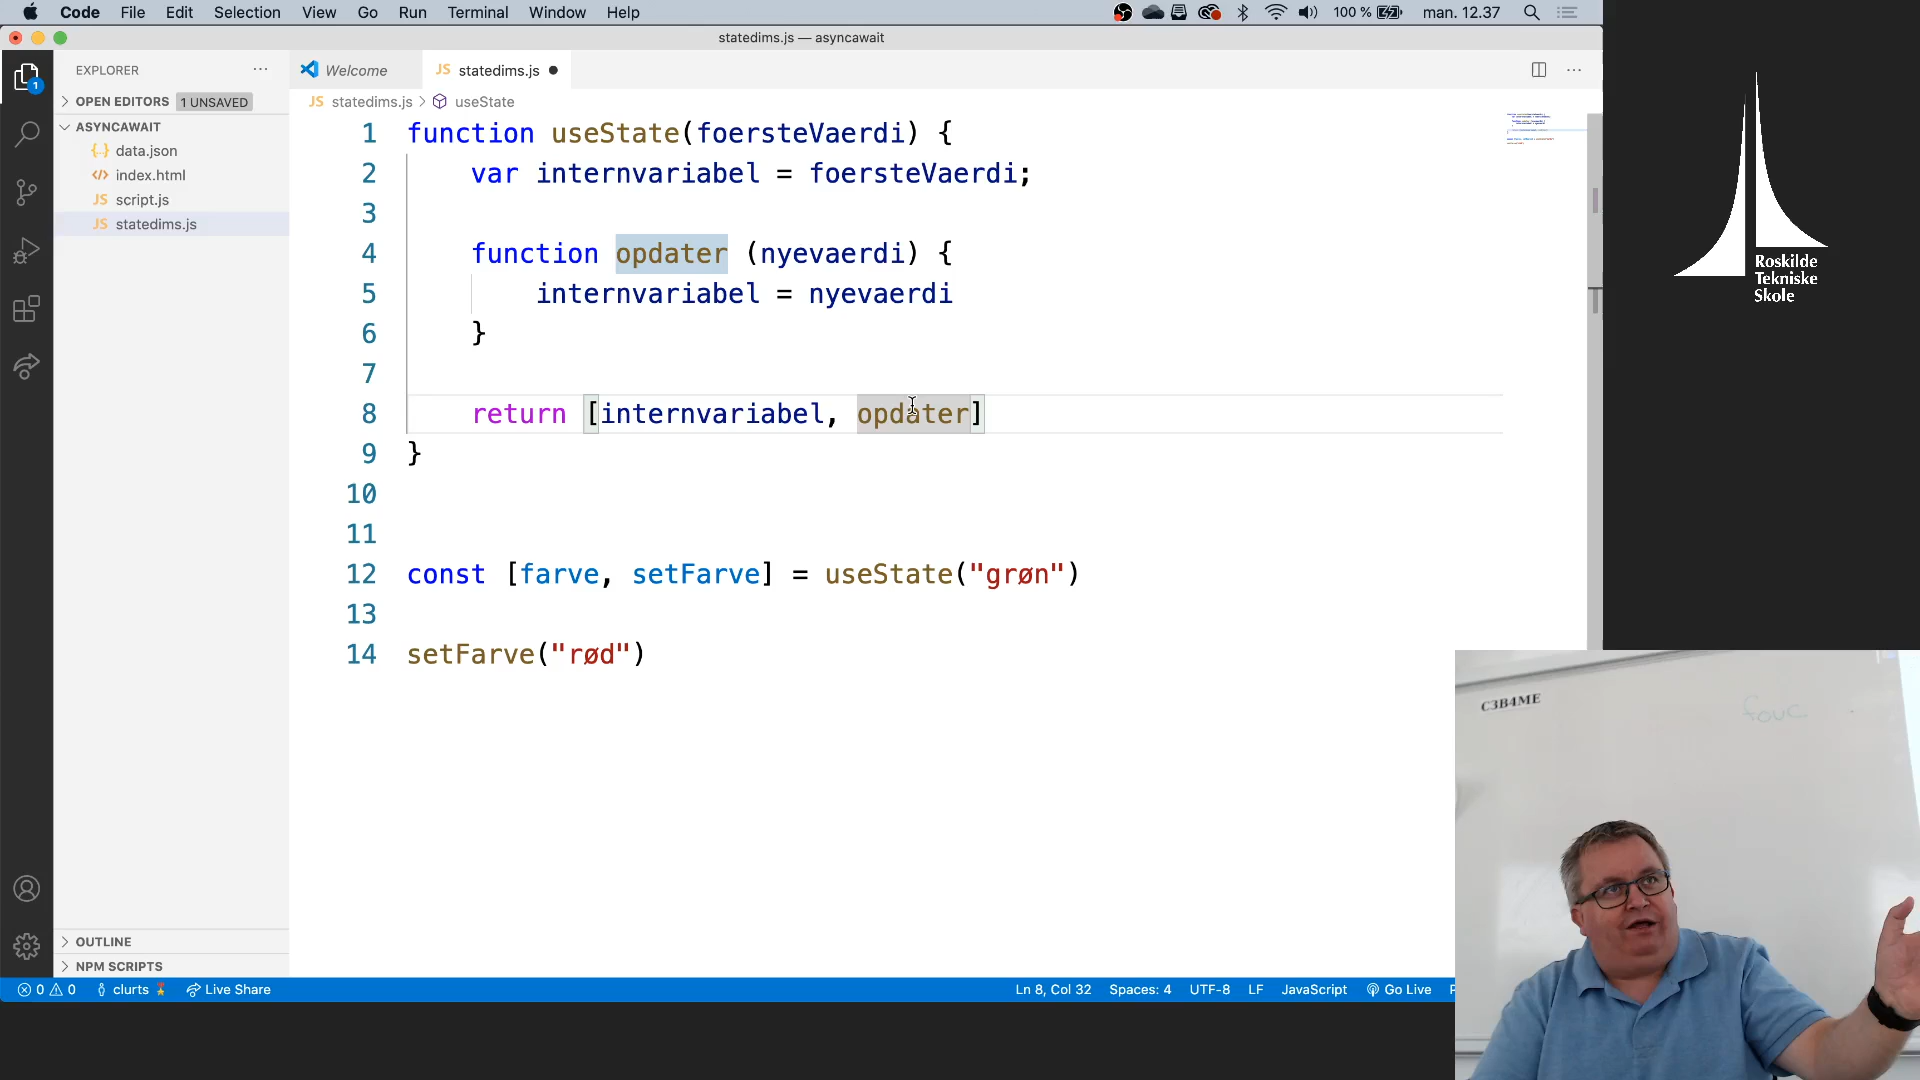 Code File Edit Selection View Go Run Terminal Window Help 100 % man. 12.37
statedims.js — asyncawait
EXPLORER ···
Welcome
JS statedims.js
OPEN EDITORS 1 UNSAVED
JS statedims.js > useState
ASYNCAWAIT
data.json
index.html
JS script.js
JS statedims.js
1 function useState(foersteVaerdi) {
2 var internvariabel = foersteVaerdi;
3
4 function opdater (nyevaerdi) {
5 internvariabel = nyevaerdi
6 }
7
8 return [internvariabel, opdater]
9 }
10
11
12 const [farve, setFarve] = useState("grøn")
13
14 setFarve("rød")
1
OUTLINE
NPM SCRIPTS
0 0 clurts Live Share Ln 8, Col 32 Spaces: 4 UTF-8 LF JavaScript Go Live P
Roskilde
Tekniske
Skole
C3B4ME